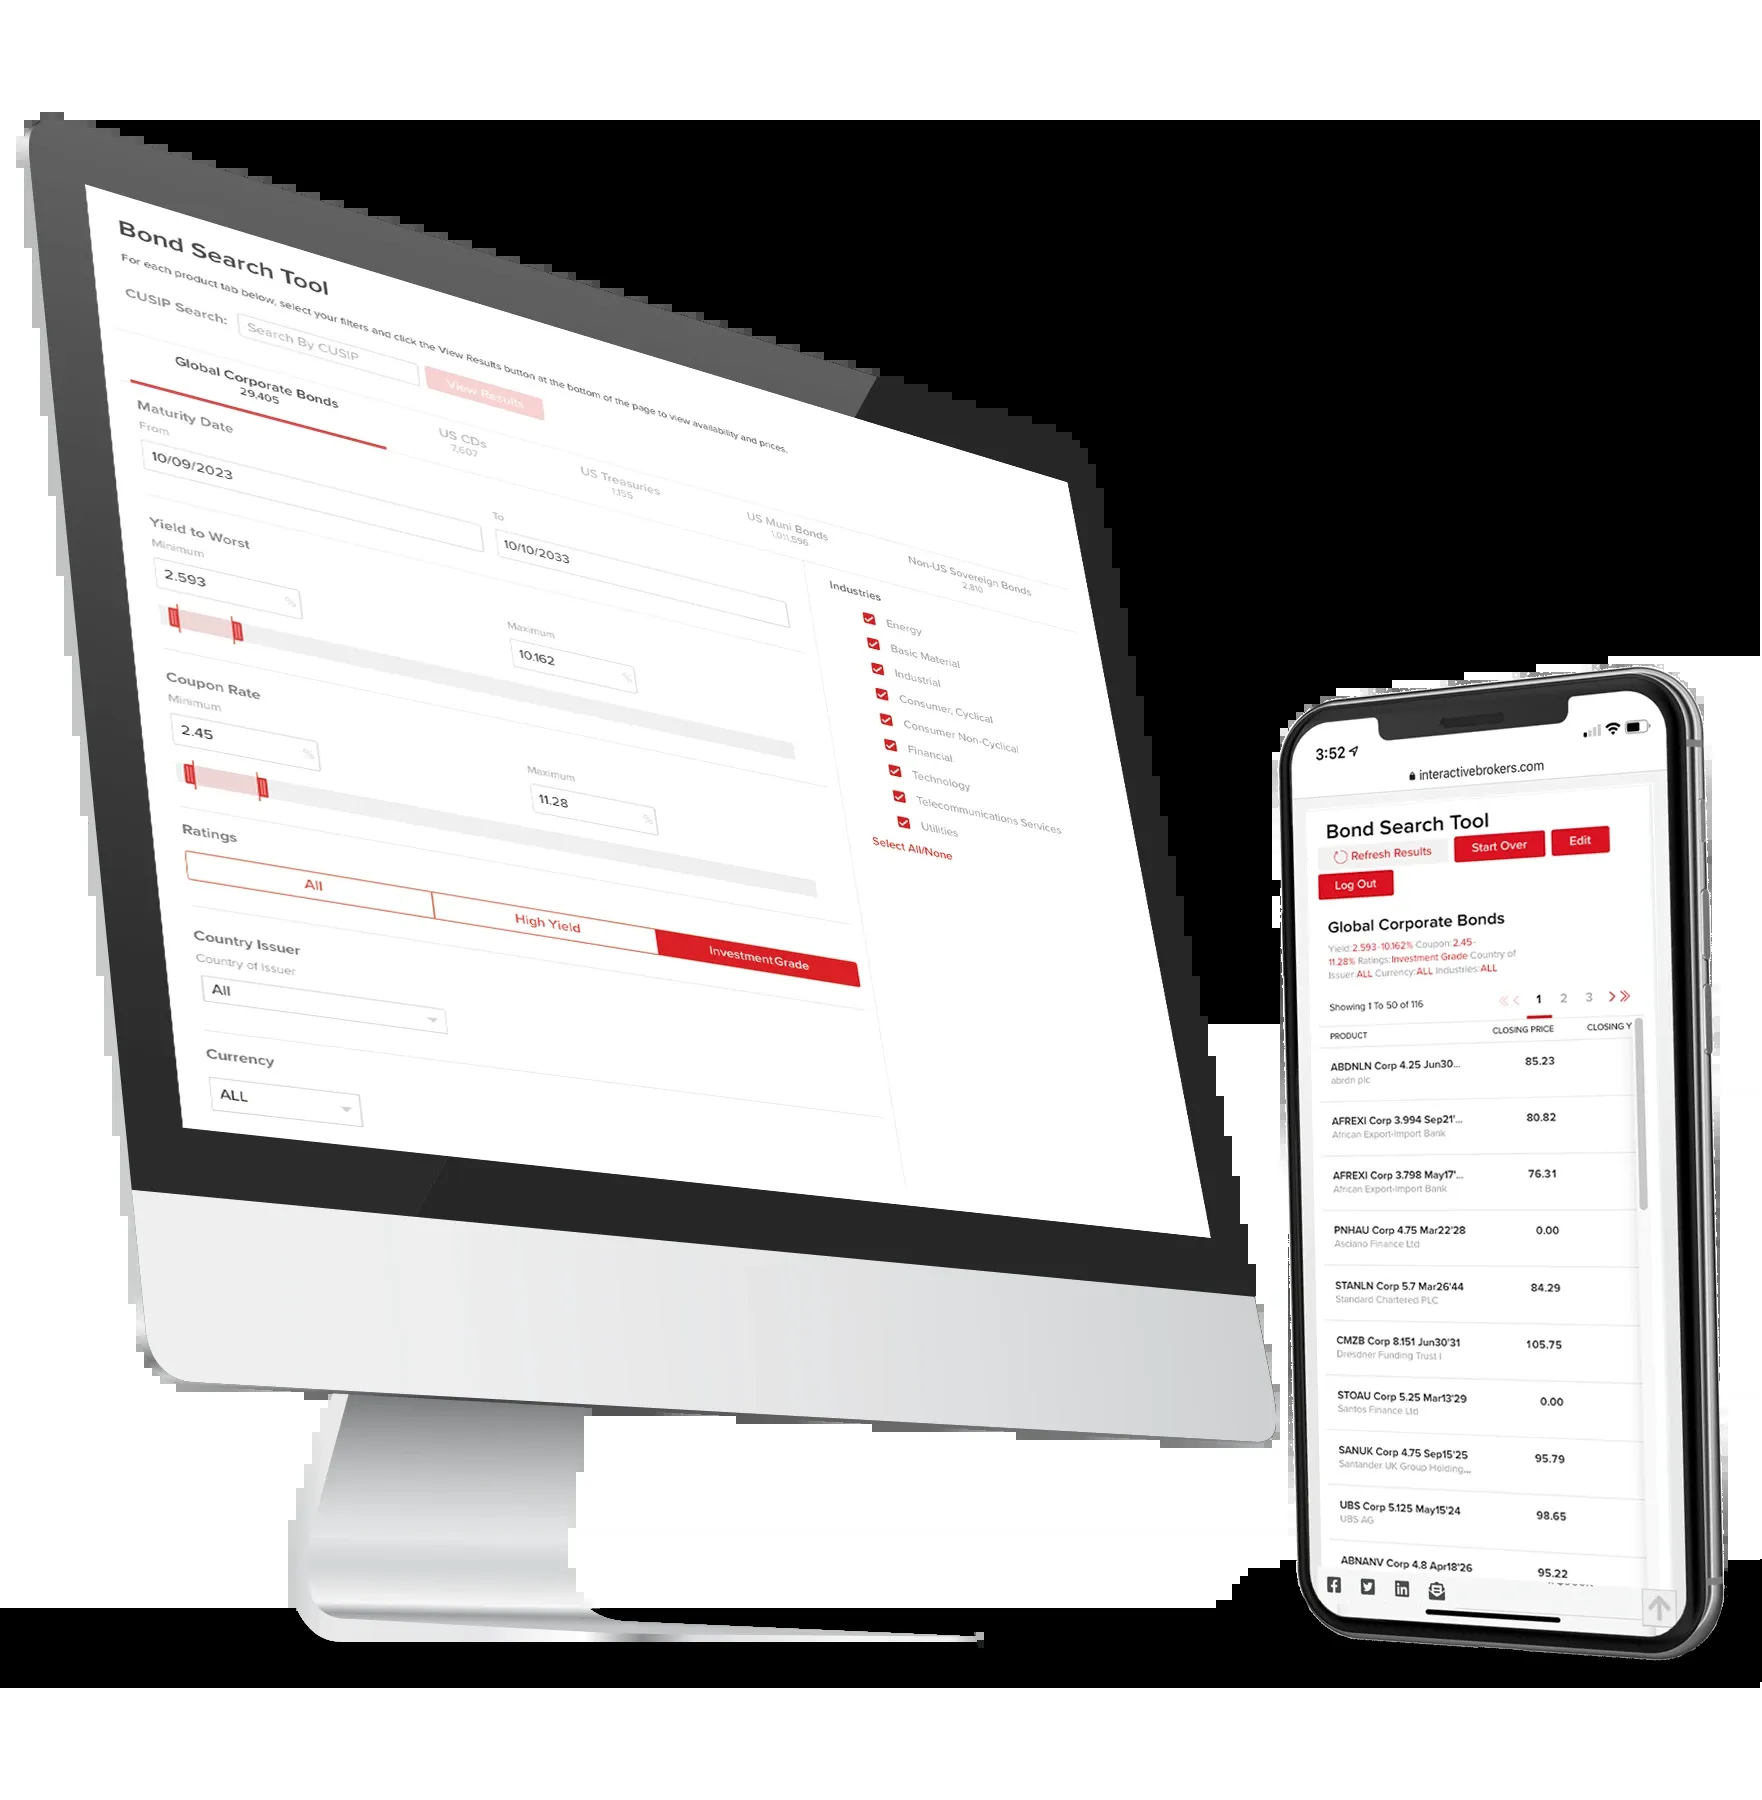 Bond Search Tool
For each product tab below, select your filters and click the View Results button at the bottom of the page to view availability and prices.
CUSIP Search:
Search By CUSIP
View Results
Global Corporate Bonds
29,405
US CDs
7,607
US Treasuries
1,155
US Muni Bonds
1,011,596
Non-US Sovereign Bonds
2,810
Maturity Date
From
10/09/2023
To
10/10/2033
Yield to Worst
Minimum
2.593
%
Maximum
10.162
%
Coupon Rate
Minimum
2.45
%
Maximum
11.28
%
Ratings
All
High Yield
InvestmentGrade
Country Issuer
Country of Issuer
All
Currency
ALL
Industries
Energy
Basic Material
Industrial
Consumer, Cyclical
Consumer Non-Cyclical
Financial
Technology
Telecommunications Services
Utilities
Select All/None
3:52
interactivebrokers.com
Bond Search Tool
Refresh Results
Start Over
Edit
Log Out
Global Corporate Bonds
Yield:2.593-10.162% Coupon:2.45-
11.28% Ratings:Investment Grade Country of
Issuer:ALL Currency:ALL Industries:ALL
Showing 1 To 50 of 116
1 2 3
PRODUCT CLOSING PRICE CLOSING Y
ABDNLN Corp 4.25 Jun30... 85.23
abrdn plc
AFREXI Corp 3.994 Sep21'... 80.82
African Export-Import Bank
AFREXI Corp 3.798 May17'... 76.31
African Export-Import Bank
PNHAU Corp 4.75 Mar22'28 0.00
Asciano Finance Ltd
STANLN Corp 5.7 Mar26'44 84.29
Standard Chartered PLC
CMZB Corp 8.151 Jun30'31 105.75
Dresdner Funding Trust I
STOAU Corp 5.25 Mar13'29 0.00
Santos Finance Ltd
SANUK Corp 4.75 Sep15'25 95.79
Santander UK Group Holding...
UBS Corp 5.125 May15'24 98.65
UBS AG
ABNANV Corp 4.8 Apr18'26 95.22